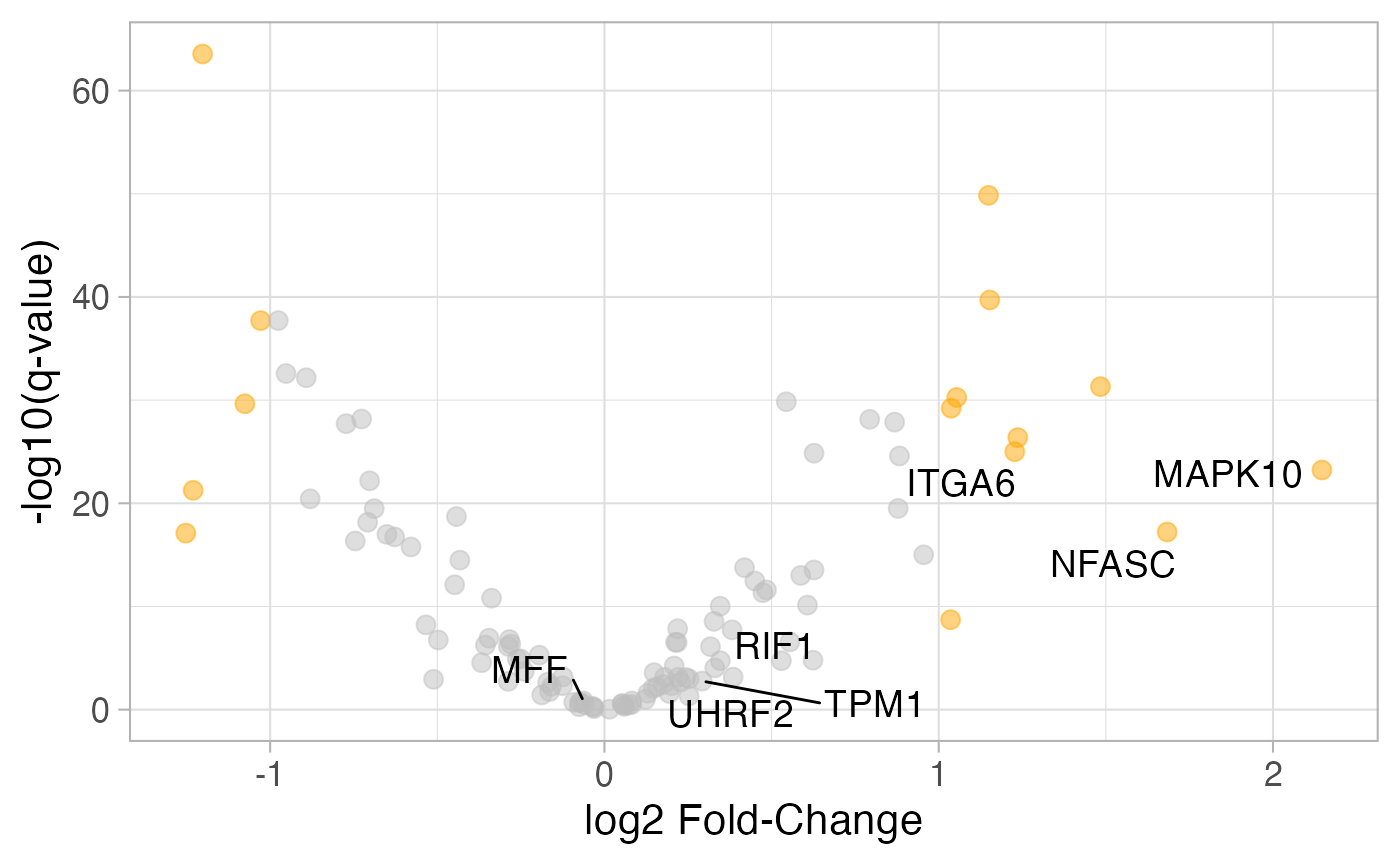 60
40
20
0
-log10(q-value)
ITGA6
MAPK10
NFASC
RIF1
MFF
TPM1
UHRF2
-1
0
1
2
log2 Fold-Change